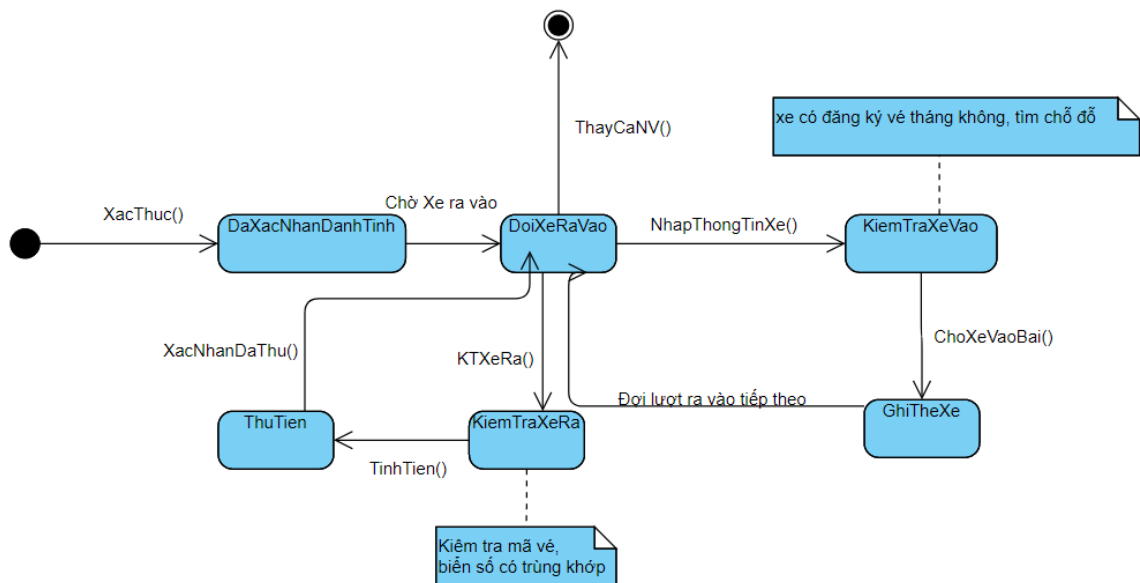 ThayCaNV()
xe có đăng ký vé tháng không, tìm chỗ đỗ
XacThuc()
Chờ Xe ra vào
DaXacNhanDanhTinh
DoiXeRaVao
NhapThongTinXe()
KiemTraXeVao
XacNhanDaThu()
KTXeRa()
ChoXeVaoBai()
Đợi lượt ra vào tiếp theo
ThuTien
KiemTraXeRa
GhiTheXe
TinhTien()
Kiêm tra mã vé,
biển số có trùng khớp